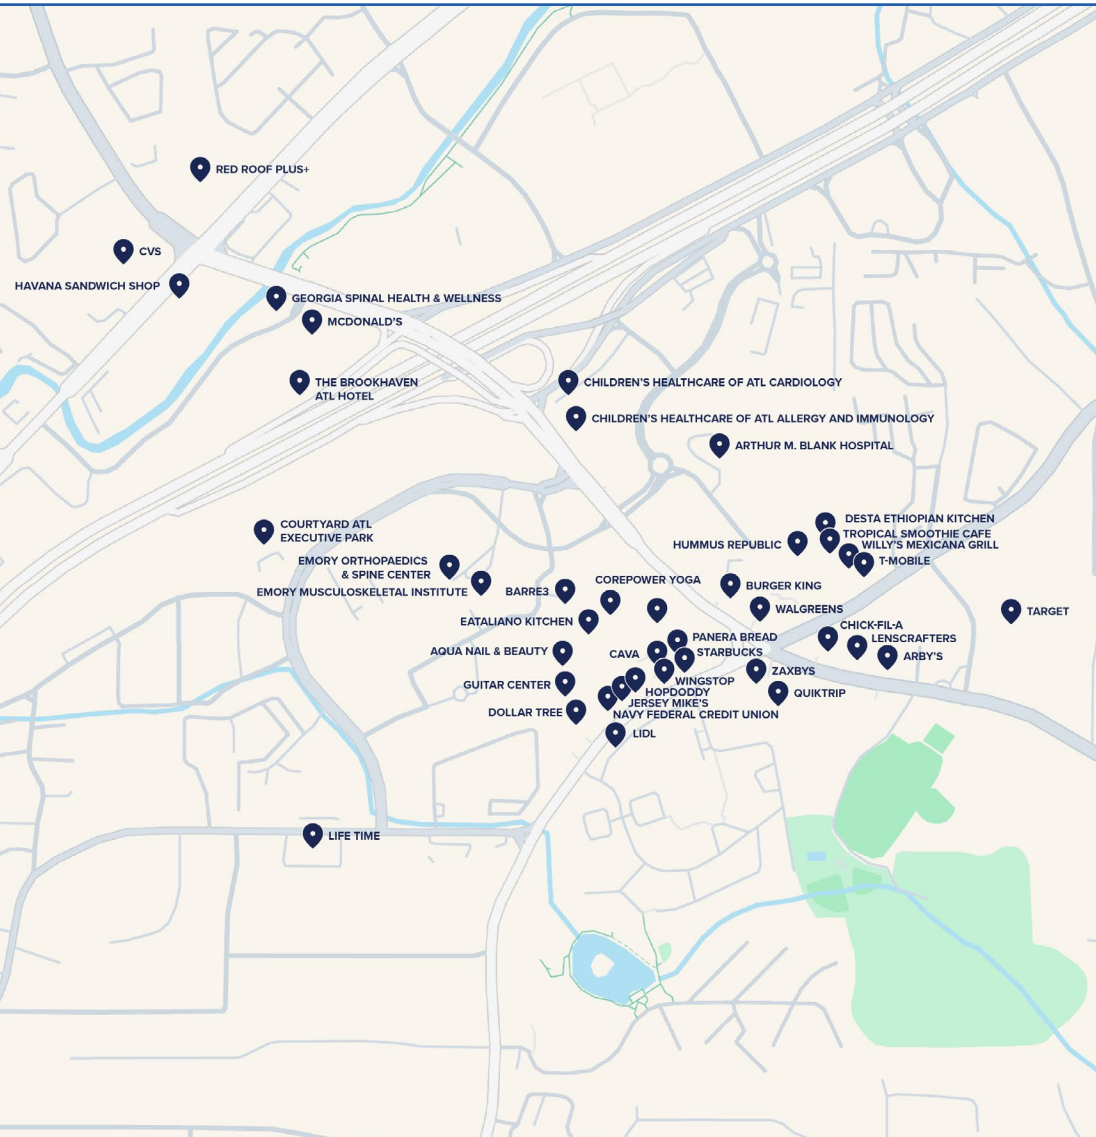 RED ROOF PLUS+
CVS
HAVANA SANDWICH SHOP
GEORGIA SPINAL HEALTH & WELLNESS
MCDONALD'S
THE BROOKHAVEN
ATL HOTEL
CHILDREN'S HEALTHCARE OF ATL CARDIOLOGY
CHILDREN'S HEALTHCARE OF ATL ALLERGY AND IMMUNOLOGY
ARTHUR M. BLANK HOSPITAL
COURTYARD ATL
EXECUTIVE PARK
DESTA ETHIOPIAN KITCHEN
TROPICAL SMOOTHIE CAFE
HUMMUS REPUBLIC
WILLY'S MEXICANA GRILL
T-MOBILE
EMORY ORTHOPAEDICS
& SPINE CENTER
EMORY MUSCULOSKELETAL INSTITUTE
BARRE3
COREPOWER YOGA
BURGER KING
WALGREENS
TARGET
EATALIANO KITCHEN
CHICK-FIL-A
PANERA BREAD
LENSCRAFTERS
AQUA NAIL & BEAUTY
CAVA
STARBUCKS
ARBY'S
ZAXBYS
GUITAR CENTER
WINGSTOP
HOPDODDY
QUIKTRIP
JERSEY MIKE'S
DOLLAR TREE
NAVY FEDERAL CREDIT UNION
LIDL
LIFE TIME